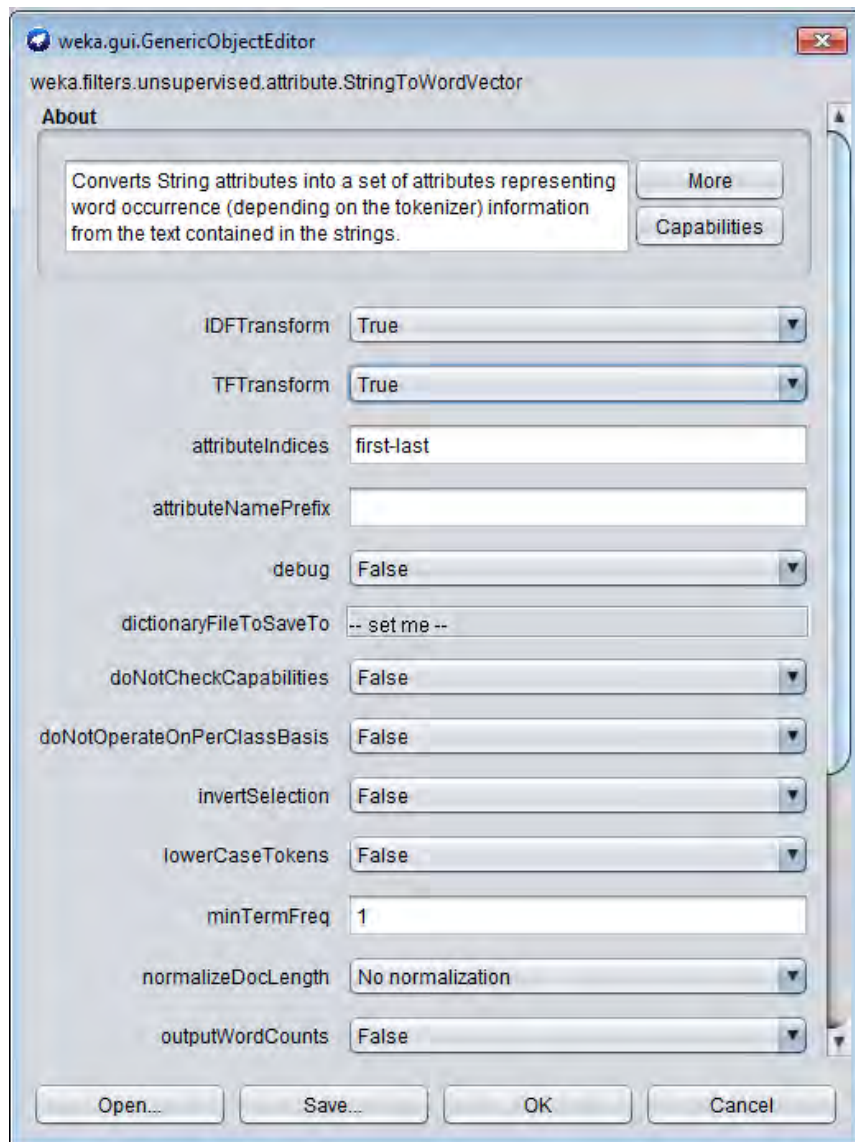 weka.gui.GenericObjectEditor
weka.filters.unsupervised.attribute.StringToWordVector
About
Converts String attributes into a set of attributes representing
word occurrence (depending on the tokenizer) information
from the text contained in the strings.
More
Capabilities
IDFTransform True
TFTransform True
attributeIndices first-last
attributeNamePrefix
debug False
dictionaryFileToSaveTo -- set me --
doNotCheckCapabilities False
doNotOperateOnPerClassBasis False
invertSelection False
lowerCaseTokens False
minTermFreq 1
normalizeDocLength No normalization
outputWordCounts False
Open... Save... OK Cancel